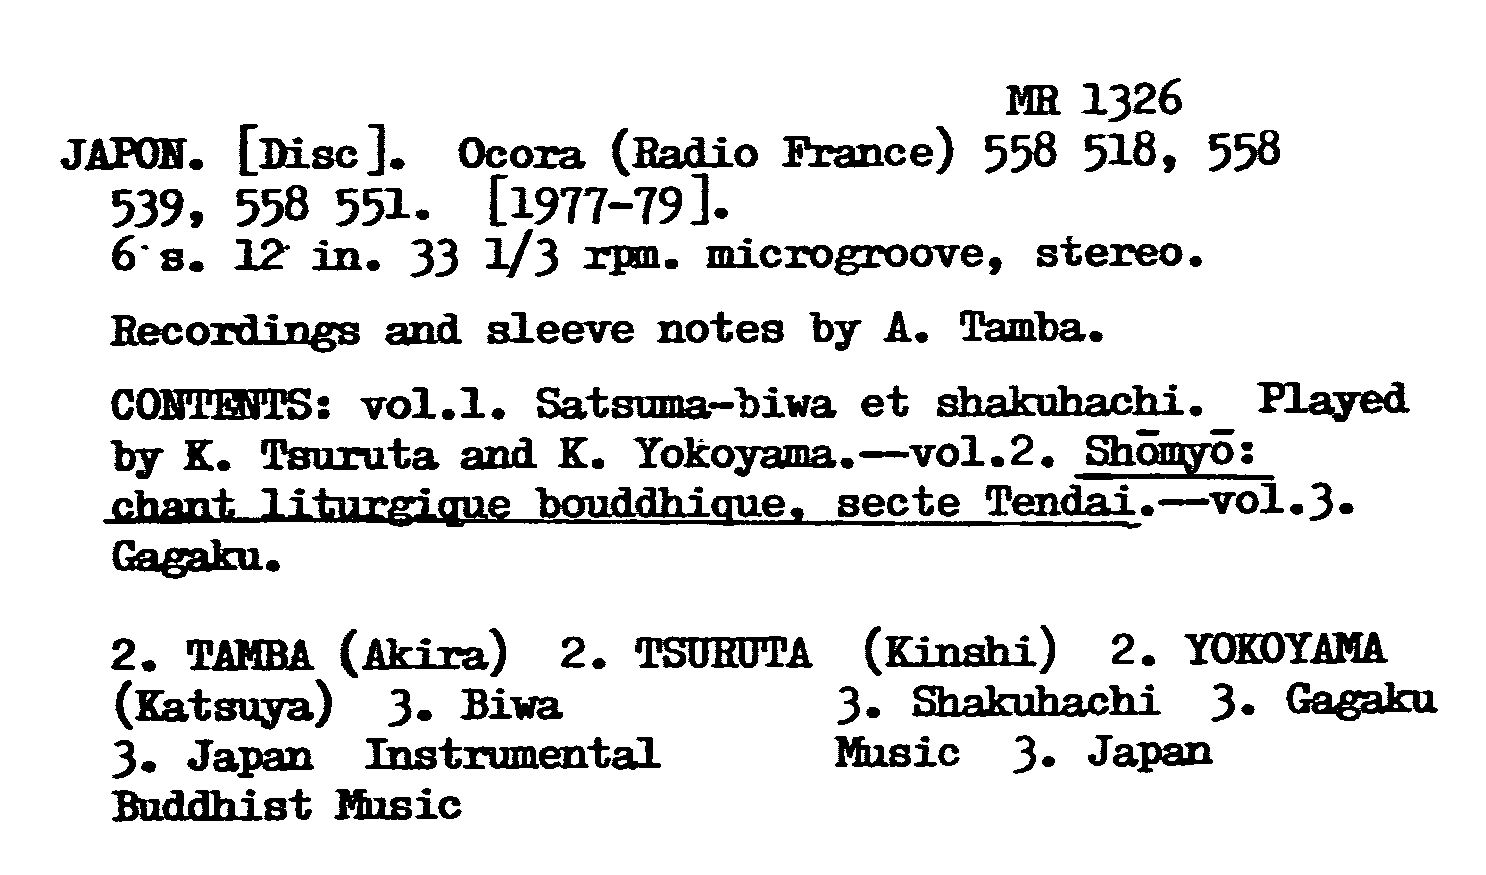 MR 1326
JAPON. [Disc]. Ocora (Radio France) 558 518, 558
539, 558 551. [1977-79].
6 s. 12 in. 33 1/3 rpm. microgroove, stereo.
Recordings and sleeve notes by A. Tamba.
CONTENTS: vol.1. Satsuma-biwa et shakuhachi. Played
by K. Tsuruta and K. Yokoyama.--vol.2. Shōmyō:
chant liturgique bouddhique, secte Tendai.--vol.3.
Gagaku.
2. TAMBA (Akira) 2. TSURUTA (Kinshi) 2. YOKOYAMA
(Katsuya) 3. Biwa 3. Shakuhachi 3. Gagaku
3. Japan Instrumental Music 3. Japan
Buddhist Music